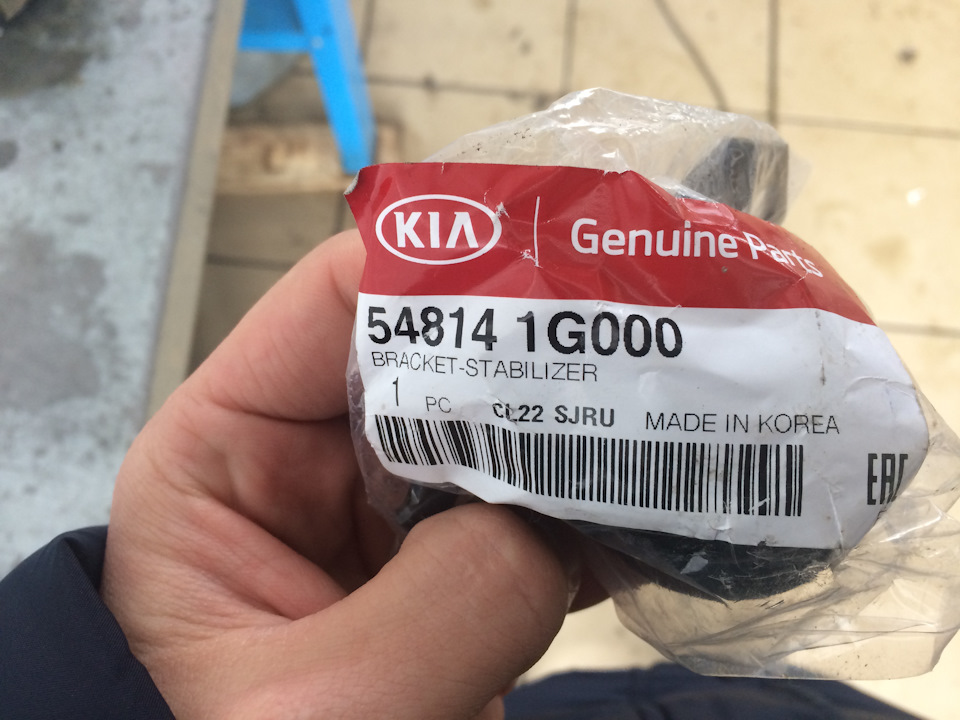 KIA Genuine Parts
54814 1G000
BRACKET-STABILIZER
1 PC CL22 SJRU MADE IN KOREA
EAC